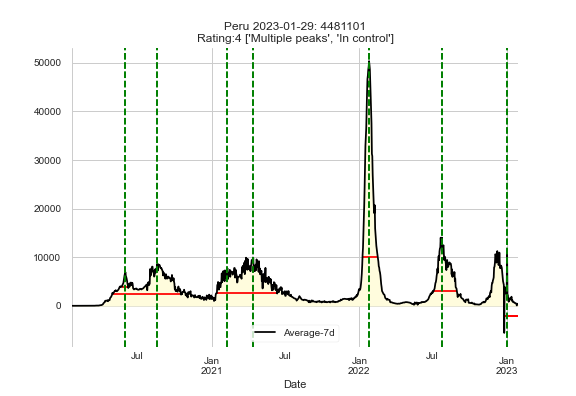 Peru 2023-01-29: 4481101
Rating:4 ['Multiple peaks', 'In control']
50000
40000
30000
20000
10000
0
Jul
Jan
2021
Jul
Jan
2022
Jul
Jan
2023
Average-7d
Date